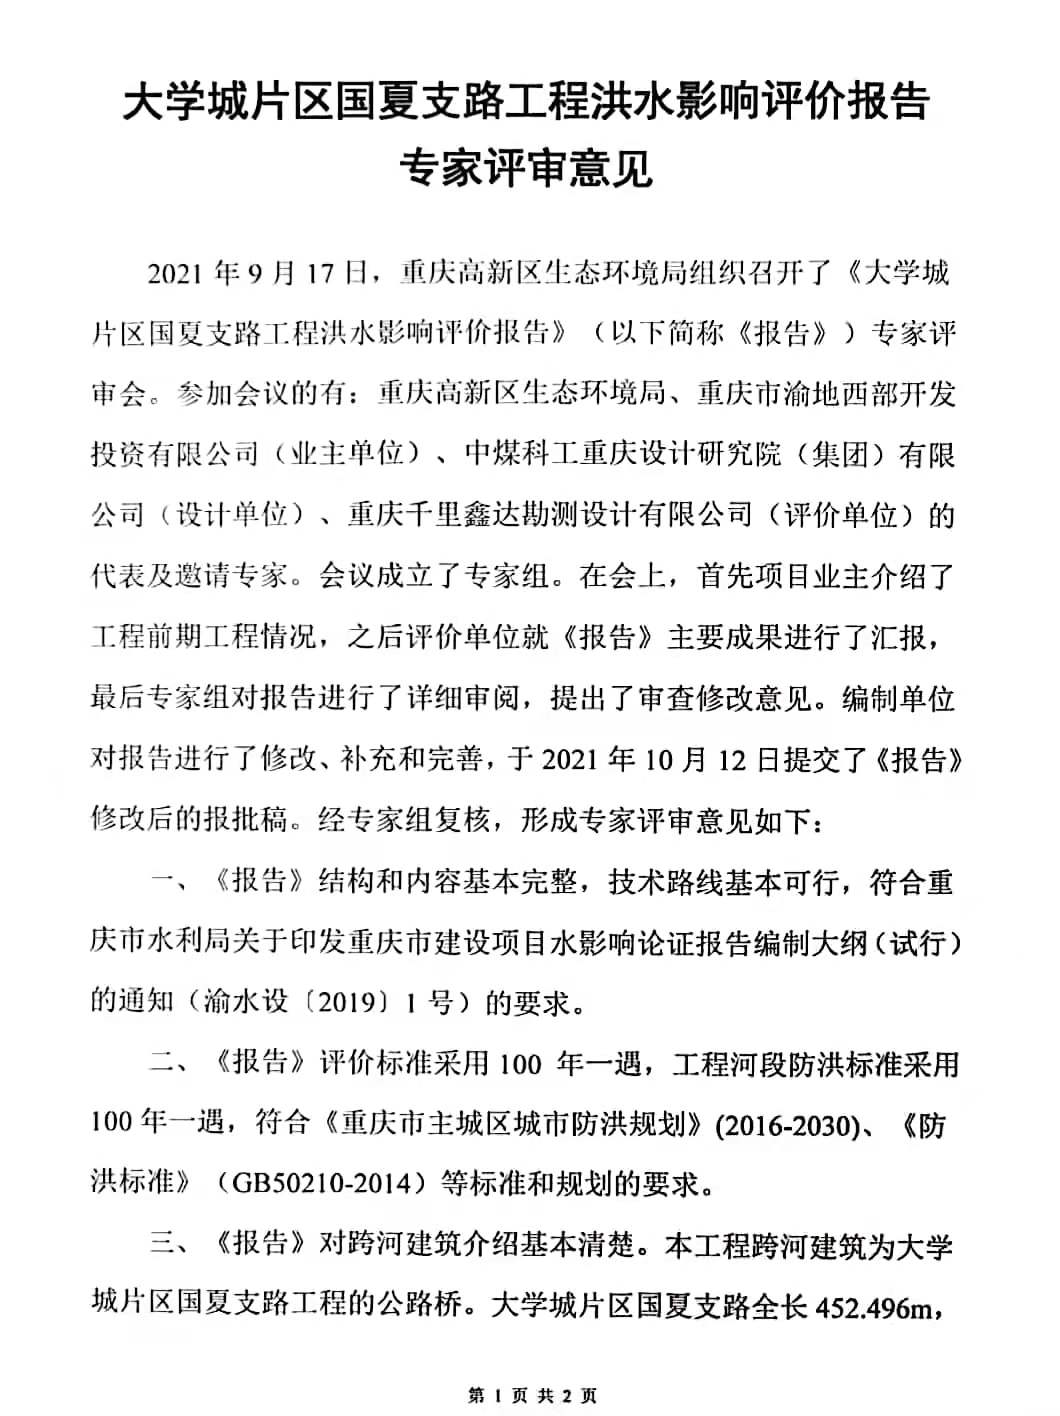 大学城片区国夏支路工程洪水影响评价报告
专家评审意见
2021 年 9 月 17 日，重庆高新区生态环境局组织召开了《大学城
片区国夏支路工程洪水影响评价报告》（以下简称《报告》）专家评
审会。参加会议的有：重庆高新区生态环境局、重庆市渝地西部开发
投资有限公司（业主单位）、中煤科工重庆设计研究院（集团）有限
公司（设计单位）、重庆千里鑫达勘测设计有限公司（评价单位）的
代表及邀请专家。会议成立了专家组。在会上，首先项目业主介绍了
工程前期工程情况，之后评价单位就《报告》主要成果进行了汇报，
最后专家组对报告进行了详细审阅，提出了审查修改意见。编制单位
对报告进行了修改、补充和完善，于 2021 年 10 月 12 日提交了《报告》
修改后的报批稿。经专家组复核，形成专家评审意见如下：
一、《报告》结构和内容基本完整，技术路线基本可行，符合重
庆市水利局关于印发重庆市建设项目水影响论证报告编制大纲（试行）
的通知（渝水设〔2019〕1 号）的要求。
二、《报告》评价标准采用 100 年一遇，工程河段防洪标准采用
100 年一遇，符合《重庆市主城区城市防洪规划》(2016-2030)、《防
洪标准》（GB50210-2014）等标准和规划的要求。
三、《报告》对跨河建筑介绍基本清楚。本工程跨河建筑为大学
城片区国夏支路工程的公路桥。大学城片区国夏支路全长 452.496m，
第 1 页 共 2 页